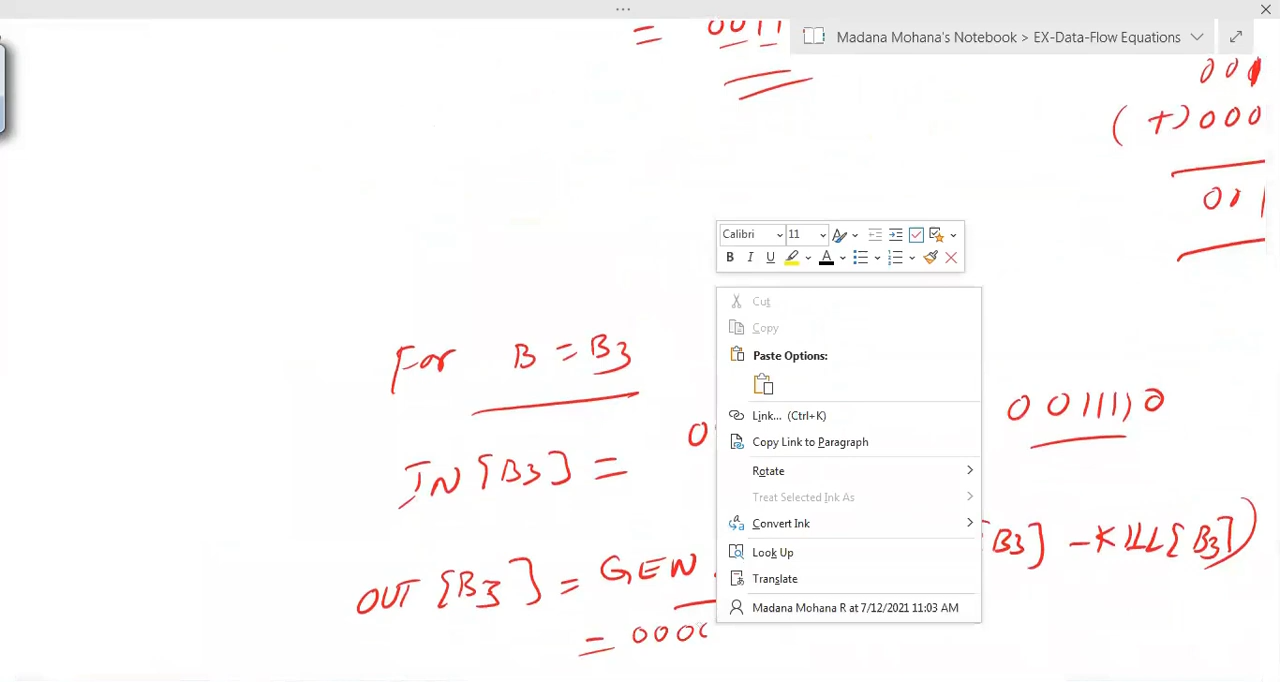 Madana Mohana's Notebook > EX-Data-Flow Equations
= 0011
001
(+)000
001
Calibri 11
B I U A
Cut
Copy
Paste Options:
For B = B3
Link... (Ctrl+K)
001110
Copy Link to Paragraph
IN[B3] =
Rotate
Treat Selected Ink As
Convert Ink
B3] - KILL[B3])
Look Up
OUT[B3] = GEN
Translate
Madana Mohana R at 7/12/2021 11:03 AM
= 000